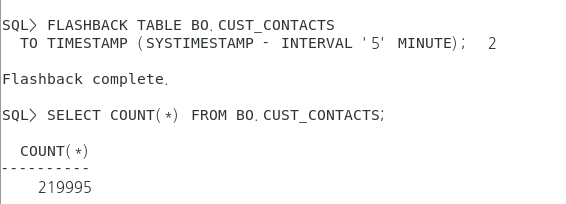 SQL> FLASHBACK TABLE BO.CUST_CONTACTS
  TO TIMESTAMP (SYSTIMESTAMP - INTERVAL '5' MINUTE);  2
Flashback complete.
SQL> SELECT COUNT(*) FROM BO.CUST_CONTACTS;
  COUNT(*)
----------
    219995